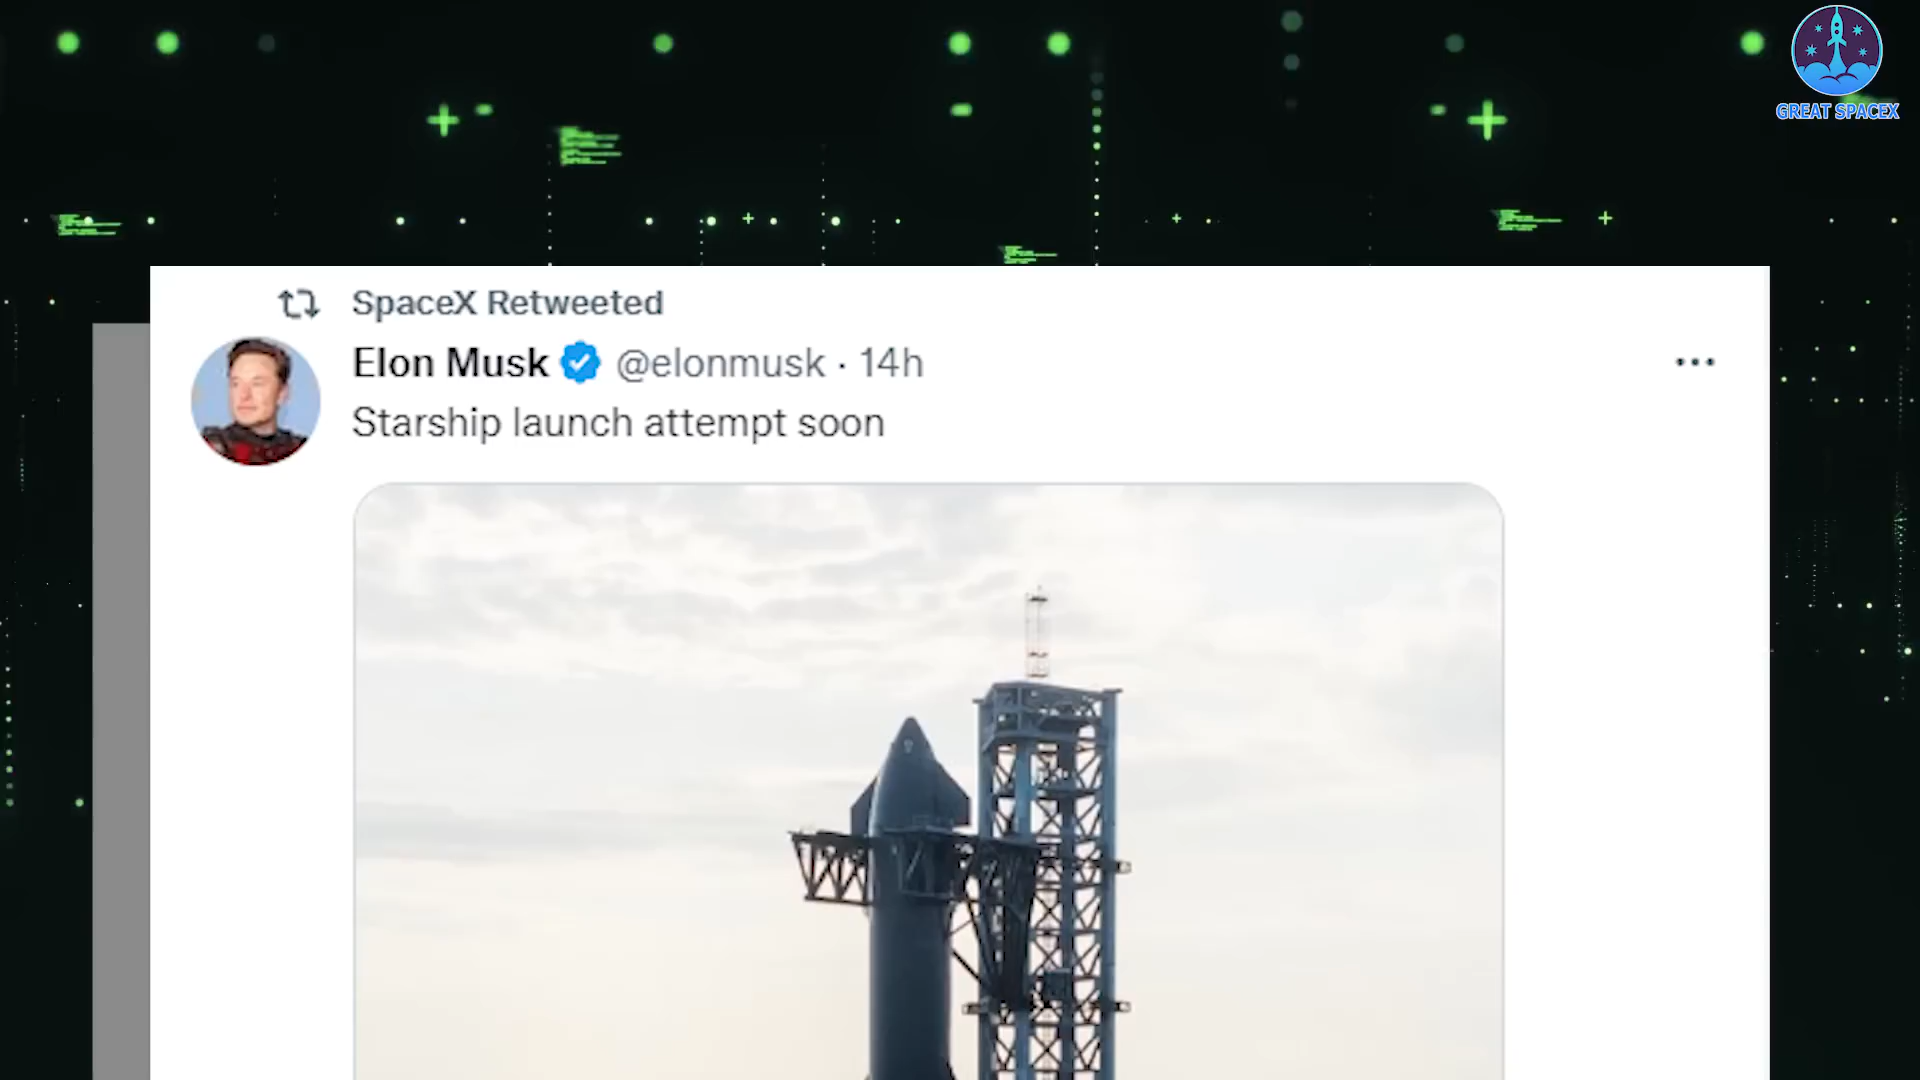 GREAT SPACEX
SpaceX Retweeted
Elon Musk @elonmusk · 14h
Starship launch attempt soon